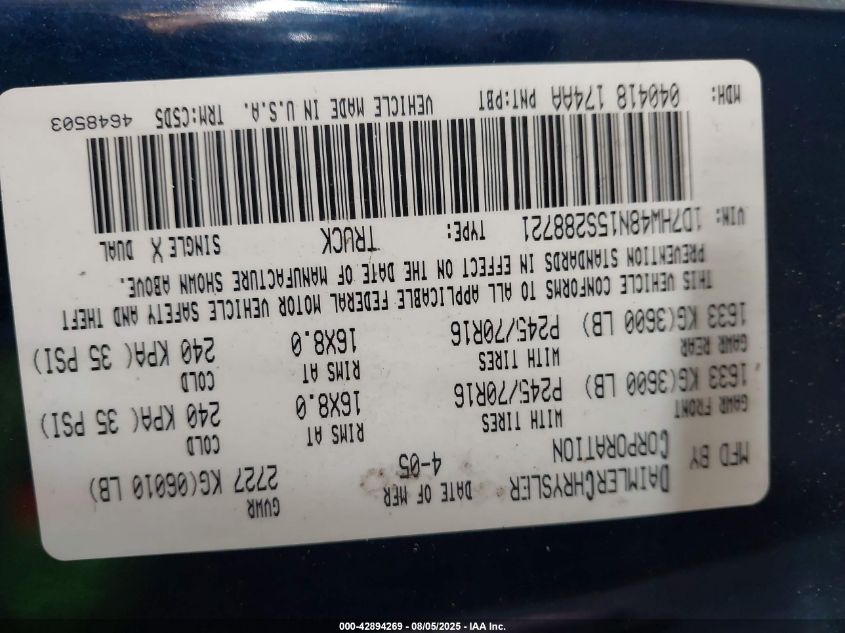 MFD BY DAIMLERCHRYSLER CORPORATION DATE OF MFR 4-05 GVWR 2727 KG(06010 LB)
GAWR FRONT WITH TIRES RIMS AT COLD
1633 KG(3600 LB) P245/70R16 16X8.0 240 KPA( 35 PSI)
GAWR REAR WITH TIRES RIMS AT COLD
1633 KG(3600 LB) P245/70R16 16X8.0 240 KPA( 35 PSI)
THIS VEHICLE CONFORMS TO ALL APPLICABLE FEDERAL MOTOR VEHICLE SAFETY AND THEFT
PREVENTION STANDARDS IN EFFECT ON THE DATE OF MANUFACTURE SHOWN ABOVE.
VIN: 1D7HW48N15S288721 TYPE: TRUCK SINGLE X DUAL
MDH: 040418 174AA PNT:PBT VEHICLE MADE IN U.S.A. TRM:C5D5 4648503
000-42894269 - 08/05/2025 - IAA Inc.